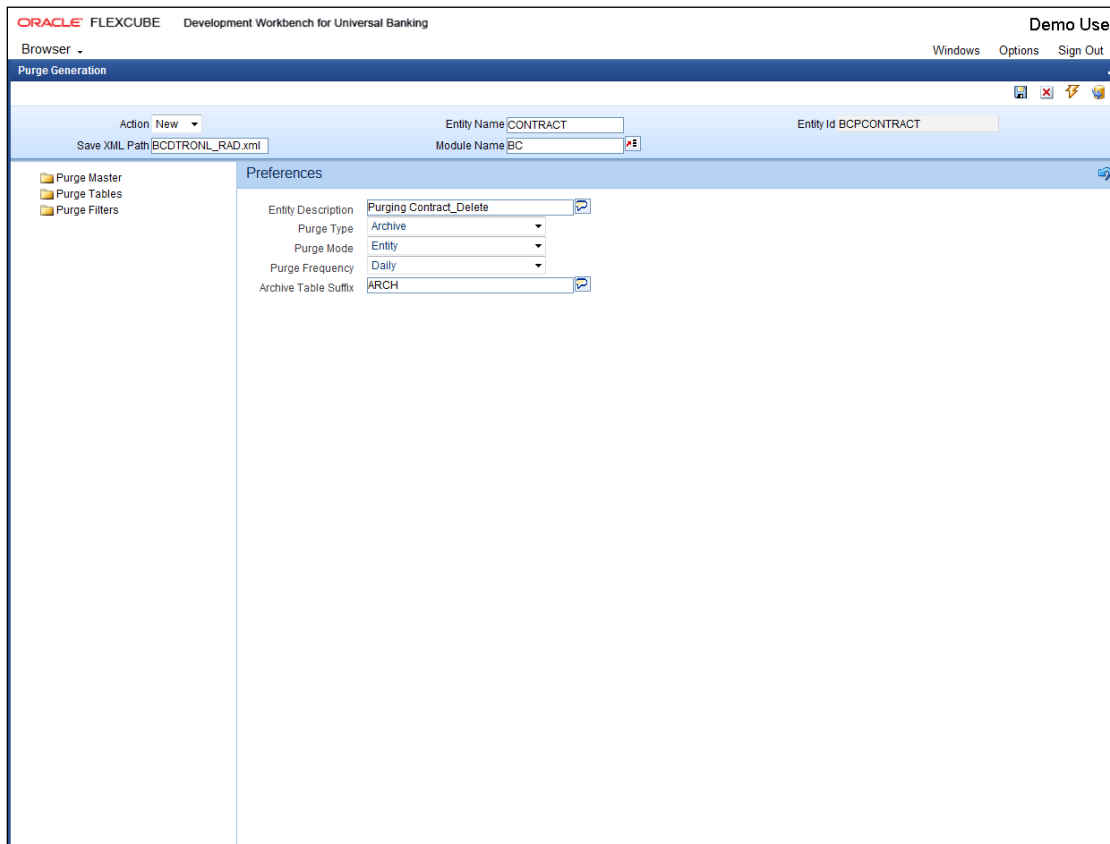 ORACLE FLEXCUBE Development Workbench for Universal Banking Demo Use
Browser Windows Options Sign Out
Purge Generation
Action New Entity Name CONTRACT Entity Id BCPCONTRACT
Save XML Path BCDTRONL_RAD.xml Module Name BC
Purge Master
Purge Tables
Purge Filters
Preferences
Entity Description Purging Contract_Delete
Purge Type Archive
Purge Mode Entity
Purge Frequency Daily
Archive Table Suffix ARCH